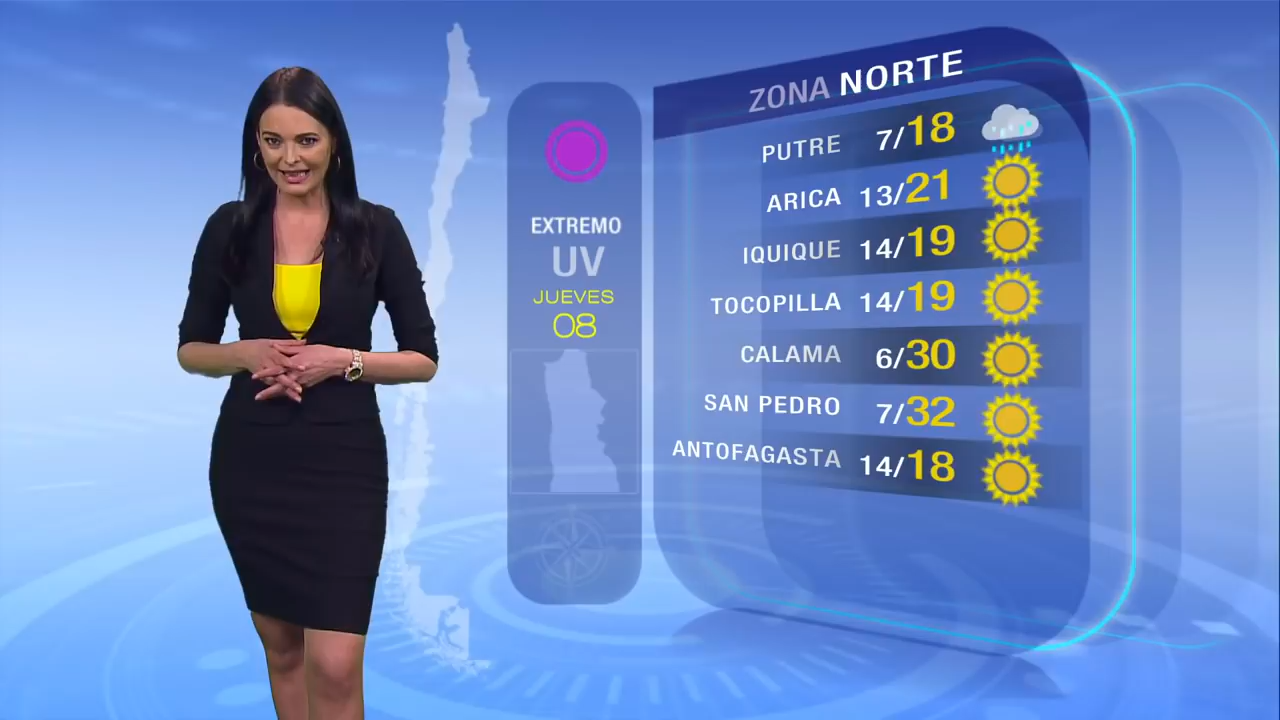 EXTREMO
UV
JUEVES
08
ZONA NORTE
PUTRE 7/18
ARICA 13/21
IQUIQUE 14/19
TOCOPILLA 14/19
CALAMA 6/30
SAN PEDRO 7/32
ANTOFAGASTA 14/18